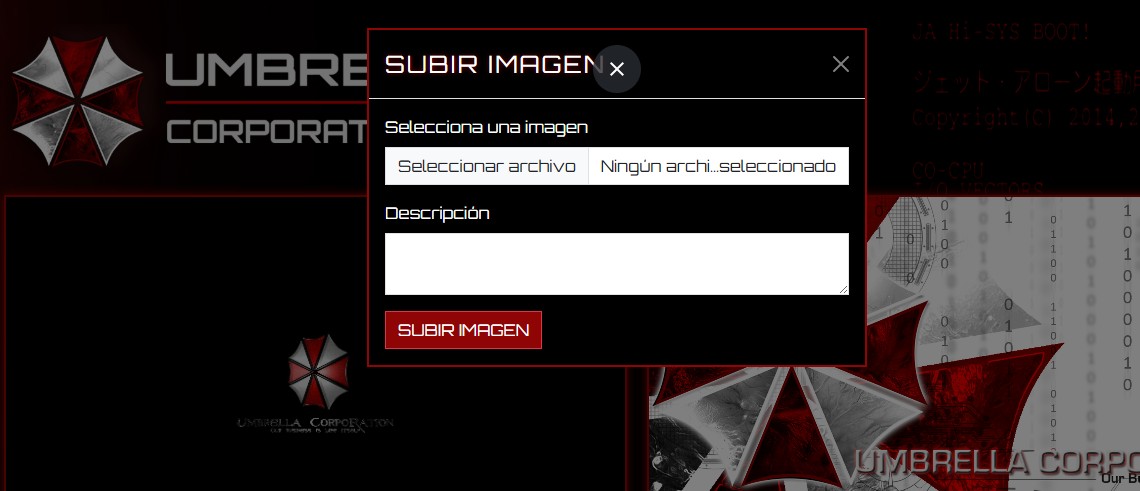 JA Hi-SYS BOOT!
UMBRE
SUBIR IMAGEN
ジェット・アローン起動
Copyright(C) 2014,2
CORPORAT
Selecciona una imagen
Seleccionar archivo Ningún archi...seleccionado
CO-CPU
I/O VECTORS
Descripción
SUBIR IMAGEN
UMBRELLA CORPORATION
UMBRELLA CORPO
Our B